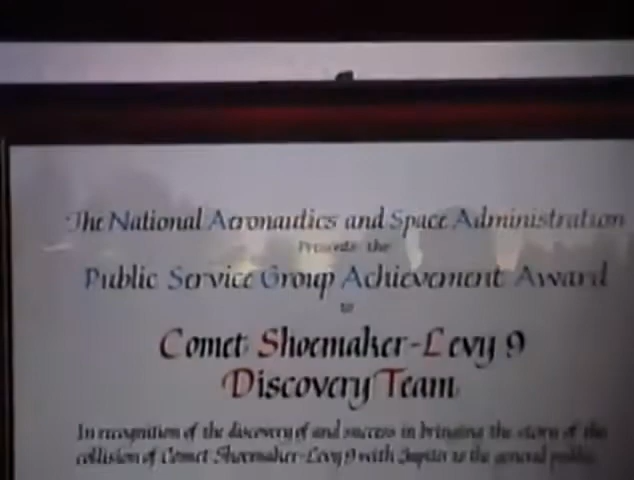 The National Aeronautics and Space Administration
Presents the
Public Service Group Achievement Award
to
Comet Shoemaker-Levy 9
Discovery Team
In recognition of the discovery of and success in bringing the story of the
collision of Comet Shoemaker-Levy 9 with Jupiter to the general public